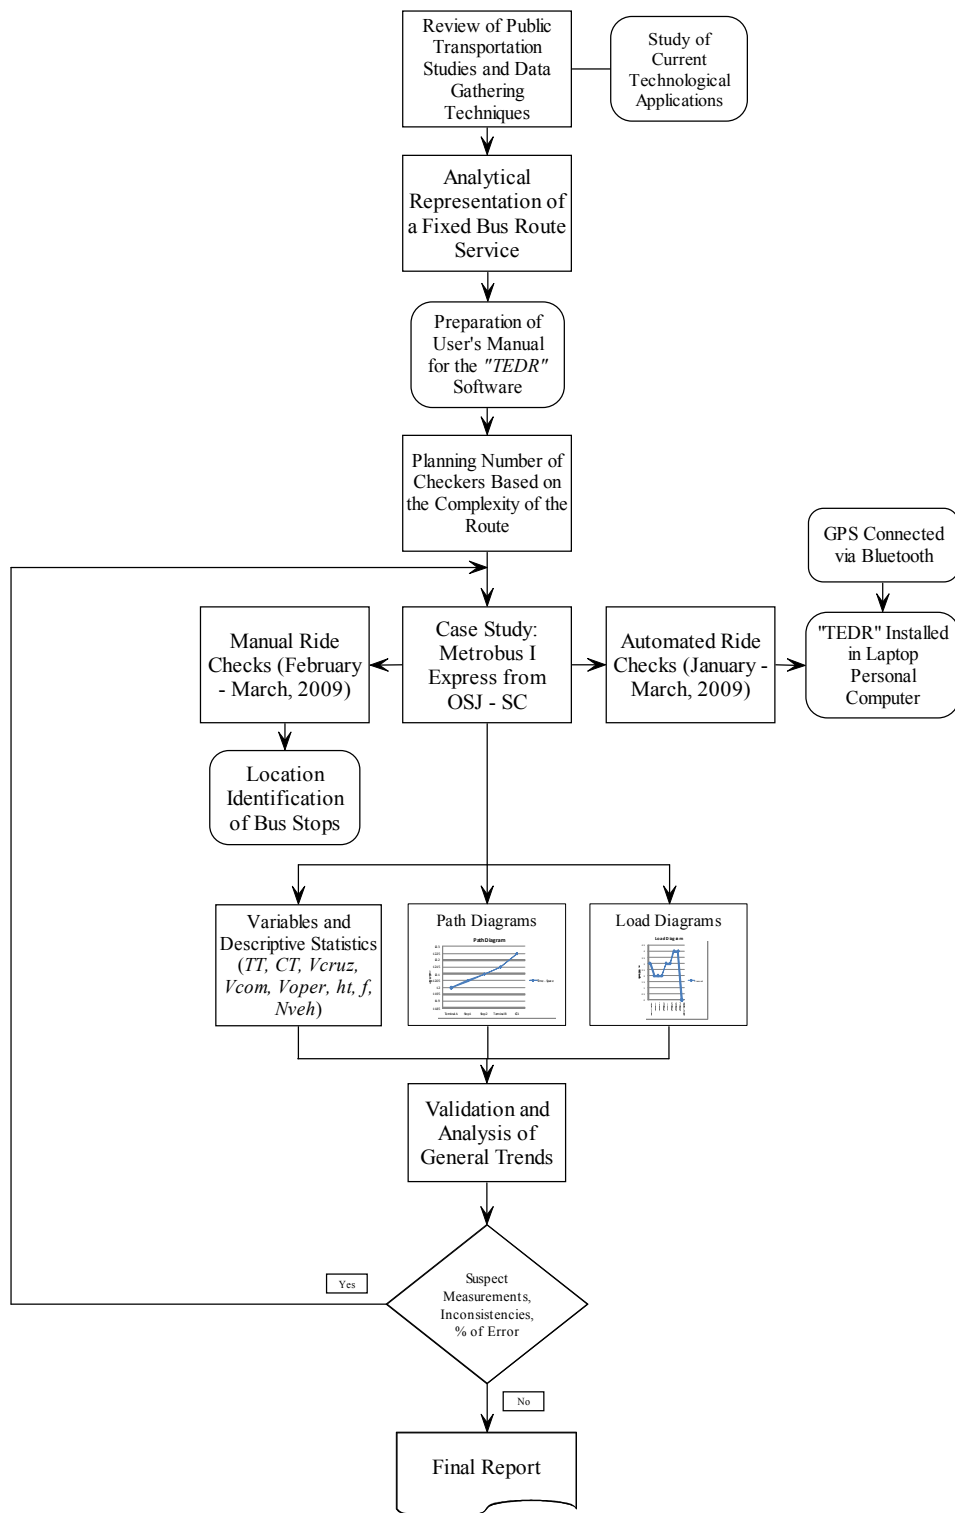 Review of Public
Transportation
Studies and Data
Gathering
Techniques
Study of
Current
Technological
Applications
Analytical
Representation of
a Fixed Bus Route
Service
Preparation of
User's Manual
for the "TEDR"
Software
Planning Number of
Checkers Based on
the Complexity of the
Route
GPS Connected
via Bluetooth
Manual Ride
Checks (February
- March, 2009)
Case Study:
Metrobus I
Express from
OSJ - SC
Automated Ride
Checks (January -
March, 2009)
"TEDR" Installed
in Laptop
Personal
Computer
Location
Identification
of Bus Stops
Variables and
Descriptive Statistics
(TT, CT, Vcruz,
Vcom, Voper, ht, f,
Nveh)
Path Diagrams
Path Diagram
Load Diagrams
Load Diagram
Validation and
Analysis of
General Trends
Yes
Suspect
Measurements,
Inconsistencies,
% of Error
No
Final Report